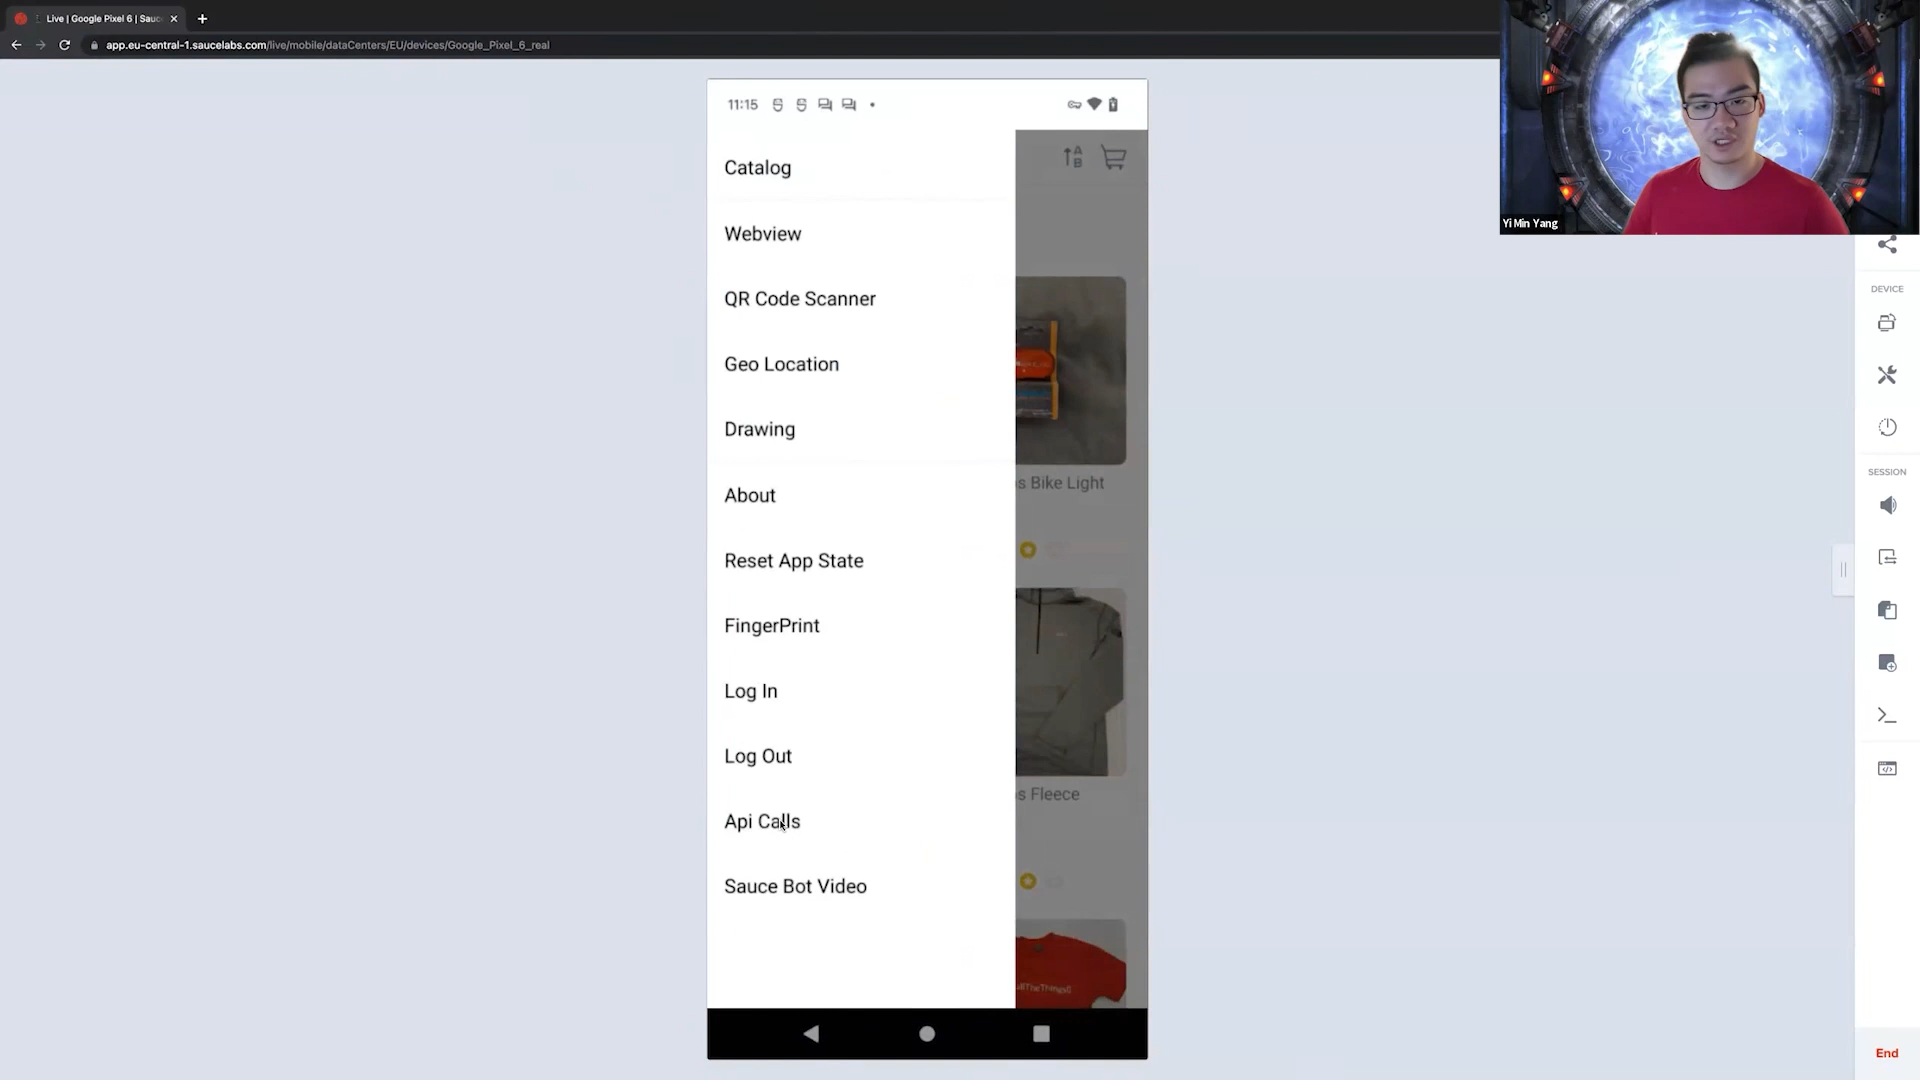 Live | Google Pixel 6 | Sauc
app.eu-central-1.saucelabs.com/live/mobile/dataCenters/EU/devices/Google_Pixel_6_real
Yi Min Yang
11:15
Catalog
A
B
Webview
QR Code Scanner
Geo Location
Drawing
s Bike Light
About
Reset App State
FingerPrint
Log In
Log Out
s Fleece
Api Calls
Sauce Bot Video
allTheThings()
DEVICE
SESSION
End